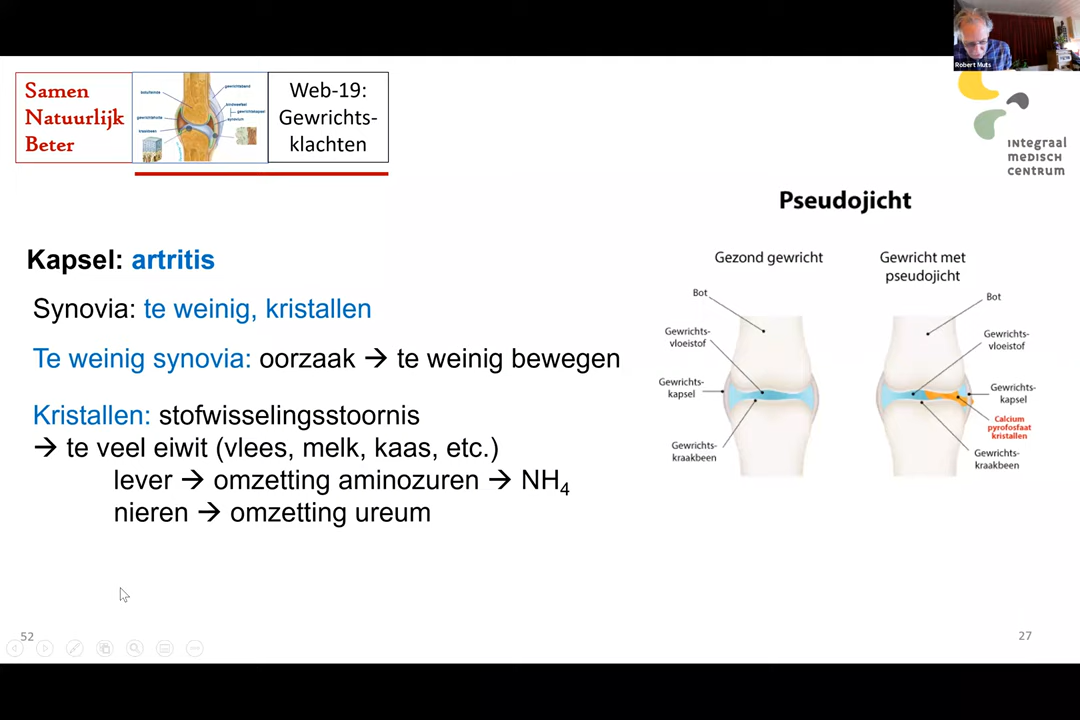 Robert Muts
Samen
Natuurlijk
Beter
Web-19:
Gewrichts-
klachten
integraal
medisch
centrum
Pseudojicht
Kapsel: artritis
Synovia: te weinig, kristallen
Te weinig synovia: oorzaak → te weinig bewegen
Kristallen: stofwisselingsstoornis
→ te veel eiwit (vlees, melk, kaas, etc.)
lever → omzetting aminozuren → NH4
nieren → omzetting ureum
Gezond gewricht
Bot
Gewrichts-
vloeistof
Gewrichts-
kapsel
Gewrichts-
kraakbeen
Gewricht met
pseudojicht
Bot
Gewrichts-
vloeistof
Gewrichts-
kapsel
Calcium
pyrofosfaat
kristallen
Gewrichts-
kraakbeen
52
27